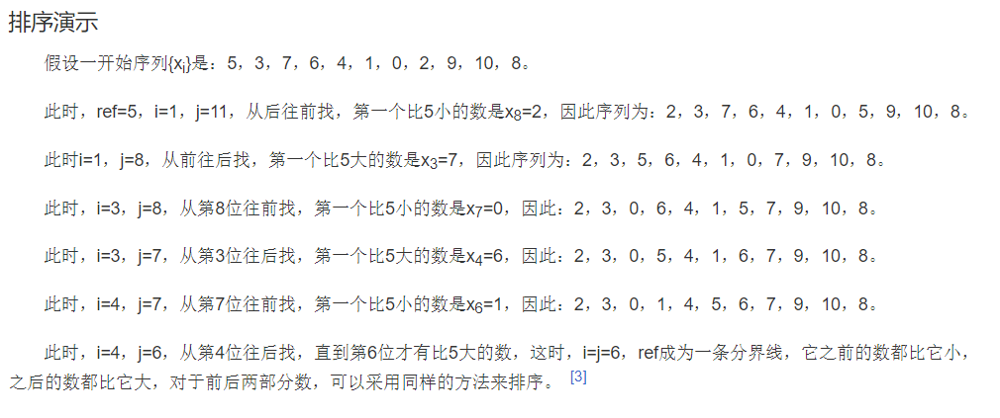 排序演示
假设一开始序列{xi}是：5，3，7，6，4，1，0，2，9，10，8。
此时，ref=5，i=1，j=11，从后往前找，第一个比5小的数是x8=2，因此序列为：2，3，7，6，4，1，0，5，9，10，8。
此时i=1，j=8，从前往后找，第一个比5大的数是x3=7，因此序列为：2，3，5，6，4，1，0，7，9，10，8。
此时，i=3，j=8，从第8位往前找，第一个比5小的数是x7=0，因此：2，3，0，6，4，1，5，7，9，10，8。
此时，i=3，j=7，从第3位往后找，第一个比5大的数是x4=6，因此：2，3，0，5，4，1，6，7，9，10，8。
此时，i=4，j=7，从第7位往前找，第一个比5小的数是x6=1，因此：2，3，0，1，4，5，6，7，9，10，8。
此时，i=4，j=6，从第4位往后找，直到第6位才有比5大的数，这时，i=j=6，ref成为一条分界线，它之前的数都比它小，
之后的数都比它大，对于前后两部分数，可以采用同样的方法来排序。 [3]